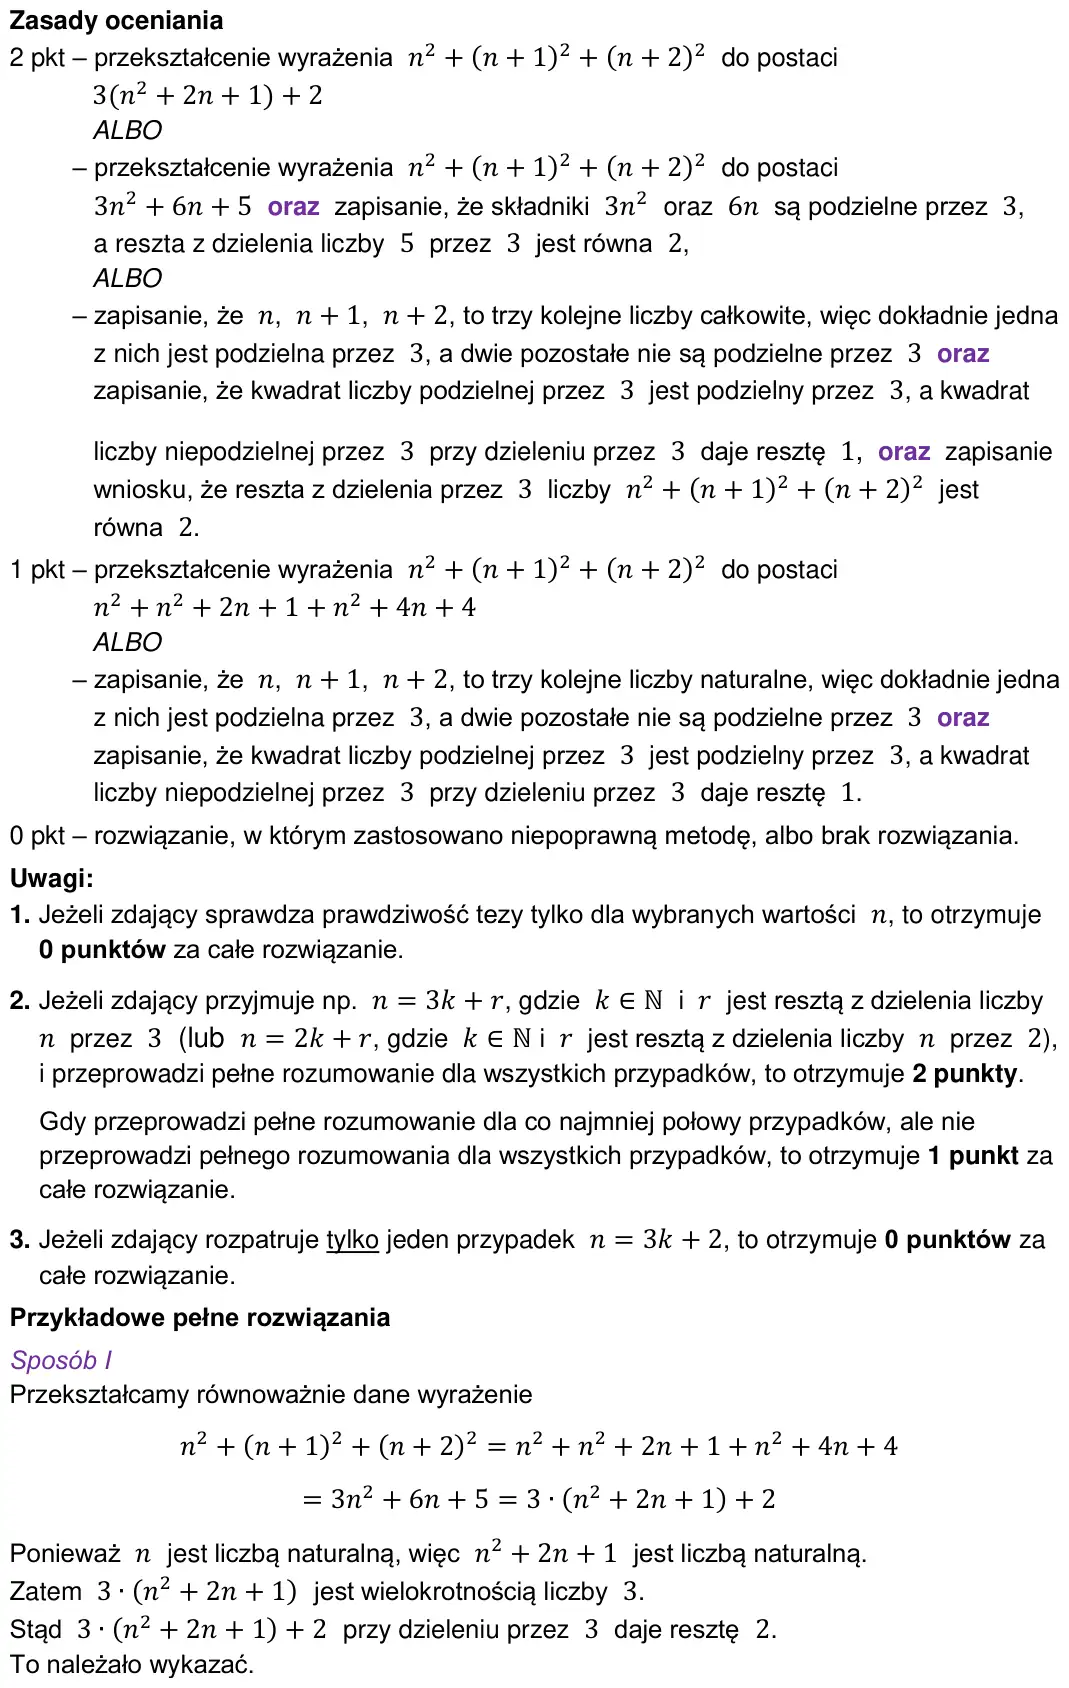 Zasady oceniania
2 pkt – przekształcenie wyrażenia n² + (n + 1)² + (n + 2)² do postaci
3(n² + 2n + 1) + 2
ALBO
– przekształcenie wyrażenia n² + (n + 1)² + (n + 2)² do postaci
3n² + 6n + 5 oraz zapisanie, że składniki 3n² oraz 6n są podzielne przez 3,
a reszta z dzielenia liczby 5 przez 3 jest równa 2,
ALBO
– zapisanie, że n, n + 1, n + 2, to trzy kolejne liczby całkowite, więc dokładnie jedna
z nich jest podzielna przez 3, a dwie pozostałe nie są podzielne przez 3 oraz
zapisanie, że kwadrat liczby podzielnej przez 3 jest podzielny przez 3, a kwadrat
liczby niepodzielnej przez 3 przy dzieleniu przez 3 daje resztę 1, oraz zapisanie
wniosku, że reszta z dzielenia przez 3 liczby n² + (n + 1)² + (n + 2)² jest
równa 2.
1 pkt – przekształcenie wyrażenia n² + (n + 1)² + (n + 2)² do postaci
n² + n² + 2n + 1 + n² + 4n + 4
ALBO
– zapisanie, że n, n + 1, n + 2, to trzy kolejne liczby naturalne, więc dokładnie jedna
z nich jest podzielna przez 3, a dwie pozostałe nie są podzielne przez 3 oraz
zapisanie, że kwadrat liczby podzielnej przez 3 jest podzielny przez 3, a kwadrat
liczby niepodzielnej przez 3 przy dzieleniu przez 3 daje resztę 1.
0 pkt – rozwiązanie, w którym zastosowano niepoprawną metodę, albo brak rozwiązania.
Uwagi:
1. Jeżeli zdający sprawdza prawdziwość tezy tylko dla wybranych wartości n, to otrzymuje
0 punktów za całe rozwiązanie.
2. Jeżeli zdający przyjmuje np. n = 3k + r, gdzie k ∈ ℕ i r jest resztą z dzielenia liczby
n przez 3 (lub n = 2k + r, gdzie k ∈ ℕ i r jest resztą z dzielenia liczby n przez 2),
i przeprowadzi pełne rozumowanie dla wszystkich przypadków, to otrzymuje 2 punkty.
Gdy przeprowadzi pełne rozumowanie dla co najmniej połowy przypadków, ale nie
przeprowadzi pełnego rozumowania dla wszystkich przypadków, to otrzymuje 1 punkt za
całe rozwiązanie.
3. Jeżeli zdający rozpatruje tylko jeden przypadek n = 3k + 2, to otrzymuje 0 punktów za
całe rozwiązanie.
Przykładowe pełne rozwiązania
Sposób I
Przekształcamy równoważnie dane wyrażenie
n² + (n + 1)² + (n + 2)² = n² + n² + 2n + 1 + n² + 4n + 4
= 3n² + 6n + 5 = 3 · (n² + 2n + 1) + 2
Ponieważ n jest liczbą naturalną, więc n² + 2n + 1 jest liczbą naturalną.
Zatem 3 · (n² + 2n + 1) jest wielokrotnością liczby 3.
Stąd 3 · (n² + 2n + 1) + 2 przy dzieleniu przez 3 daje resztę 2.
To należało wykazać.